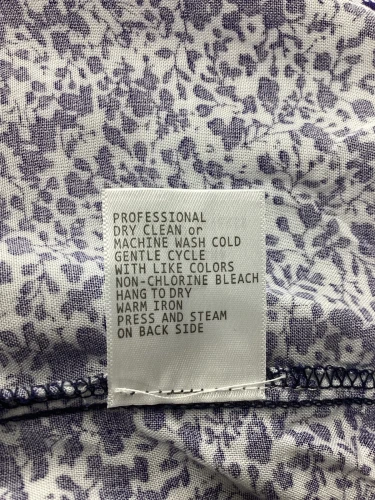 PROFESSIONAL
DRY CLEAN or
MACHINE WASH COLD
GENTLE CYCLE
WITH LIKE COLORS
NON-CHLORINE BLEACH
HANG TO DRY
WARM IRON
PRESS AND STEAM
ON BACK SIDE